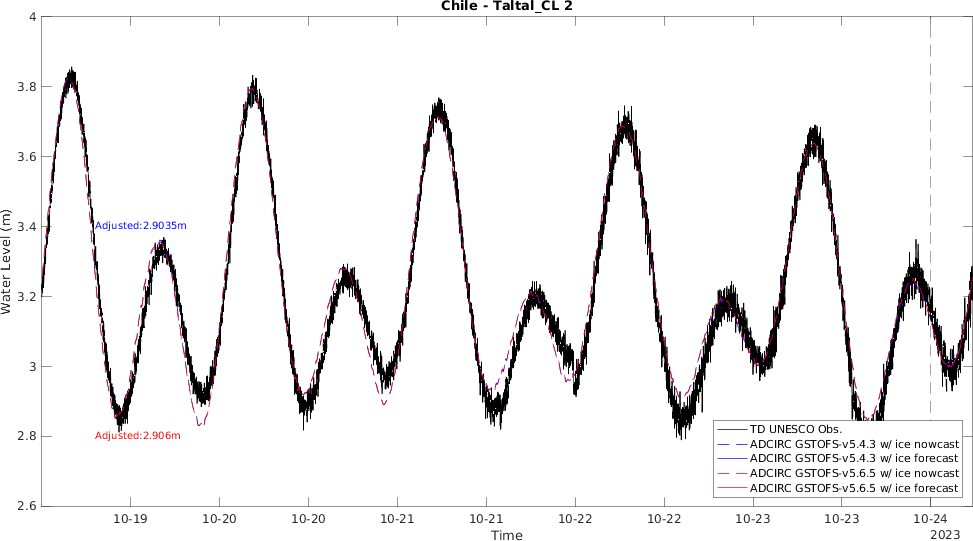 Chile - Taltal_CL 2
4
3.8
3.6
3.4
3.2
3
2.8
2.6
Water Level (m)
Adjusted:2.9035m
Adjusted:2.906m
TD UNESCO Obs.
ADCIRC GSTOFS-v5.4.3 w/ ice nowcast
ADCIRC GSTOFS-v5.4.3 w/ ice forecast
ADCIRC GSTOFS-v5.6.5 w/ ice nowcast
ADCIRC GSTOFS-v5.6.5 w/ ice forecast
10-19 10-20 10-20 10-21 10-21 10-22 10-22 10-23 10-23 10-24
2023
Time